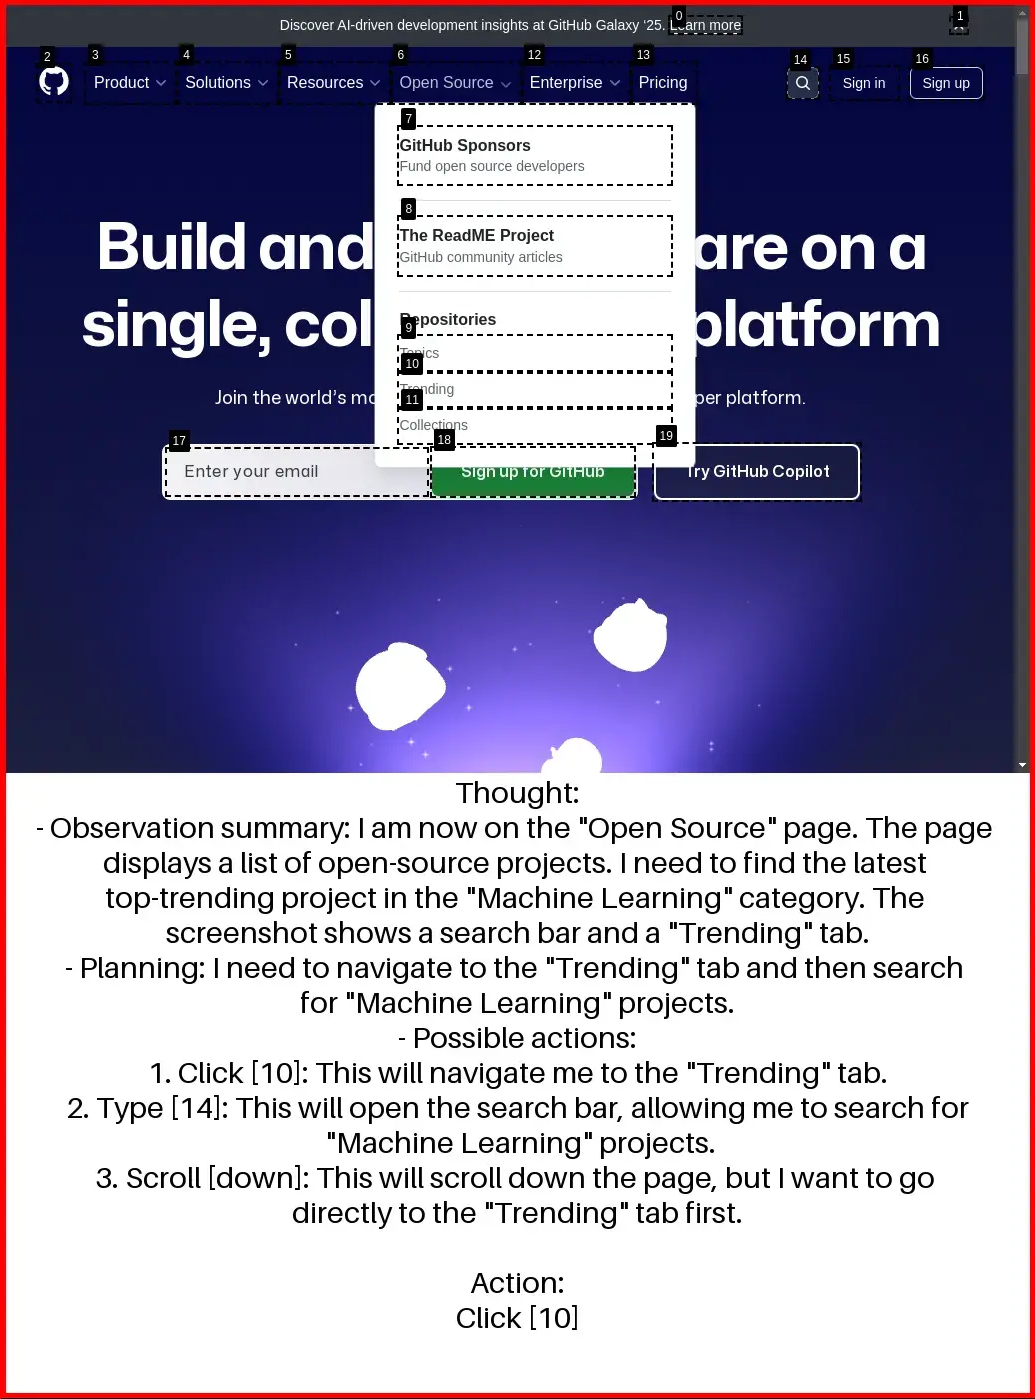 Discover AI-driven development insights at GitHub Galaxy '25. Learn more
0
1
2
3
4
5
6
12
13
14
15
16
Product
Solutions
Resources
Open Source
Enterprise
Pricing
Sign in
Sign up
7
GitHub Sponsors
Fund open source developers
8
The ReadME Project
GitHub community articles
Build and are on a
single, col platform
Repositories
9
Topics
10
Trending
11
Collections
Join the world's mo per platform.
17
18
19
Enter your email
Sign up for GitHub
Try GitHub Copilot
Thought:
- Observation summary: I am now on the "Open Source" page. The page
displays a list of open-source projects. I need to find the latest
top-trending project in the "Machine Learning" category. The
screenshot shows a search bar and a "Trending" tab.
- Planning: I need to navigate to the "Trending" tab and then search
for "Machine Learning" projects.
- Possible actions:
1. Click [10]: This will navigate me to the "Trending" tab.
2. Type [14]: This will open the search bar, allowing me to search for
"Machine Learning" projects.
3. Scroll [down]: This will scroll down the page, but I want to go
directly to the "Trending" tab first.
Action:
Click [10]